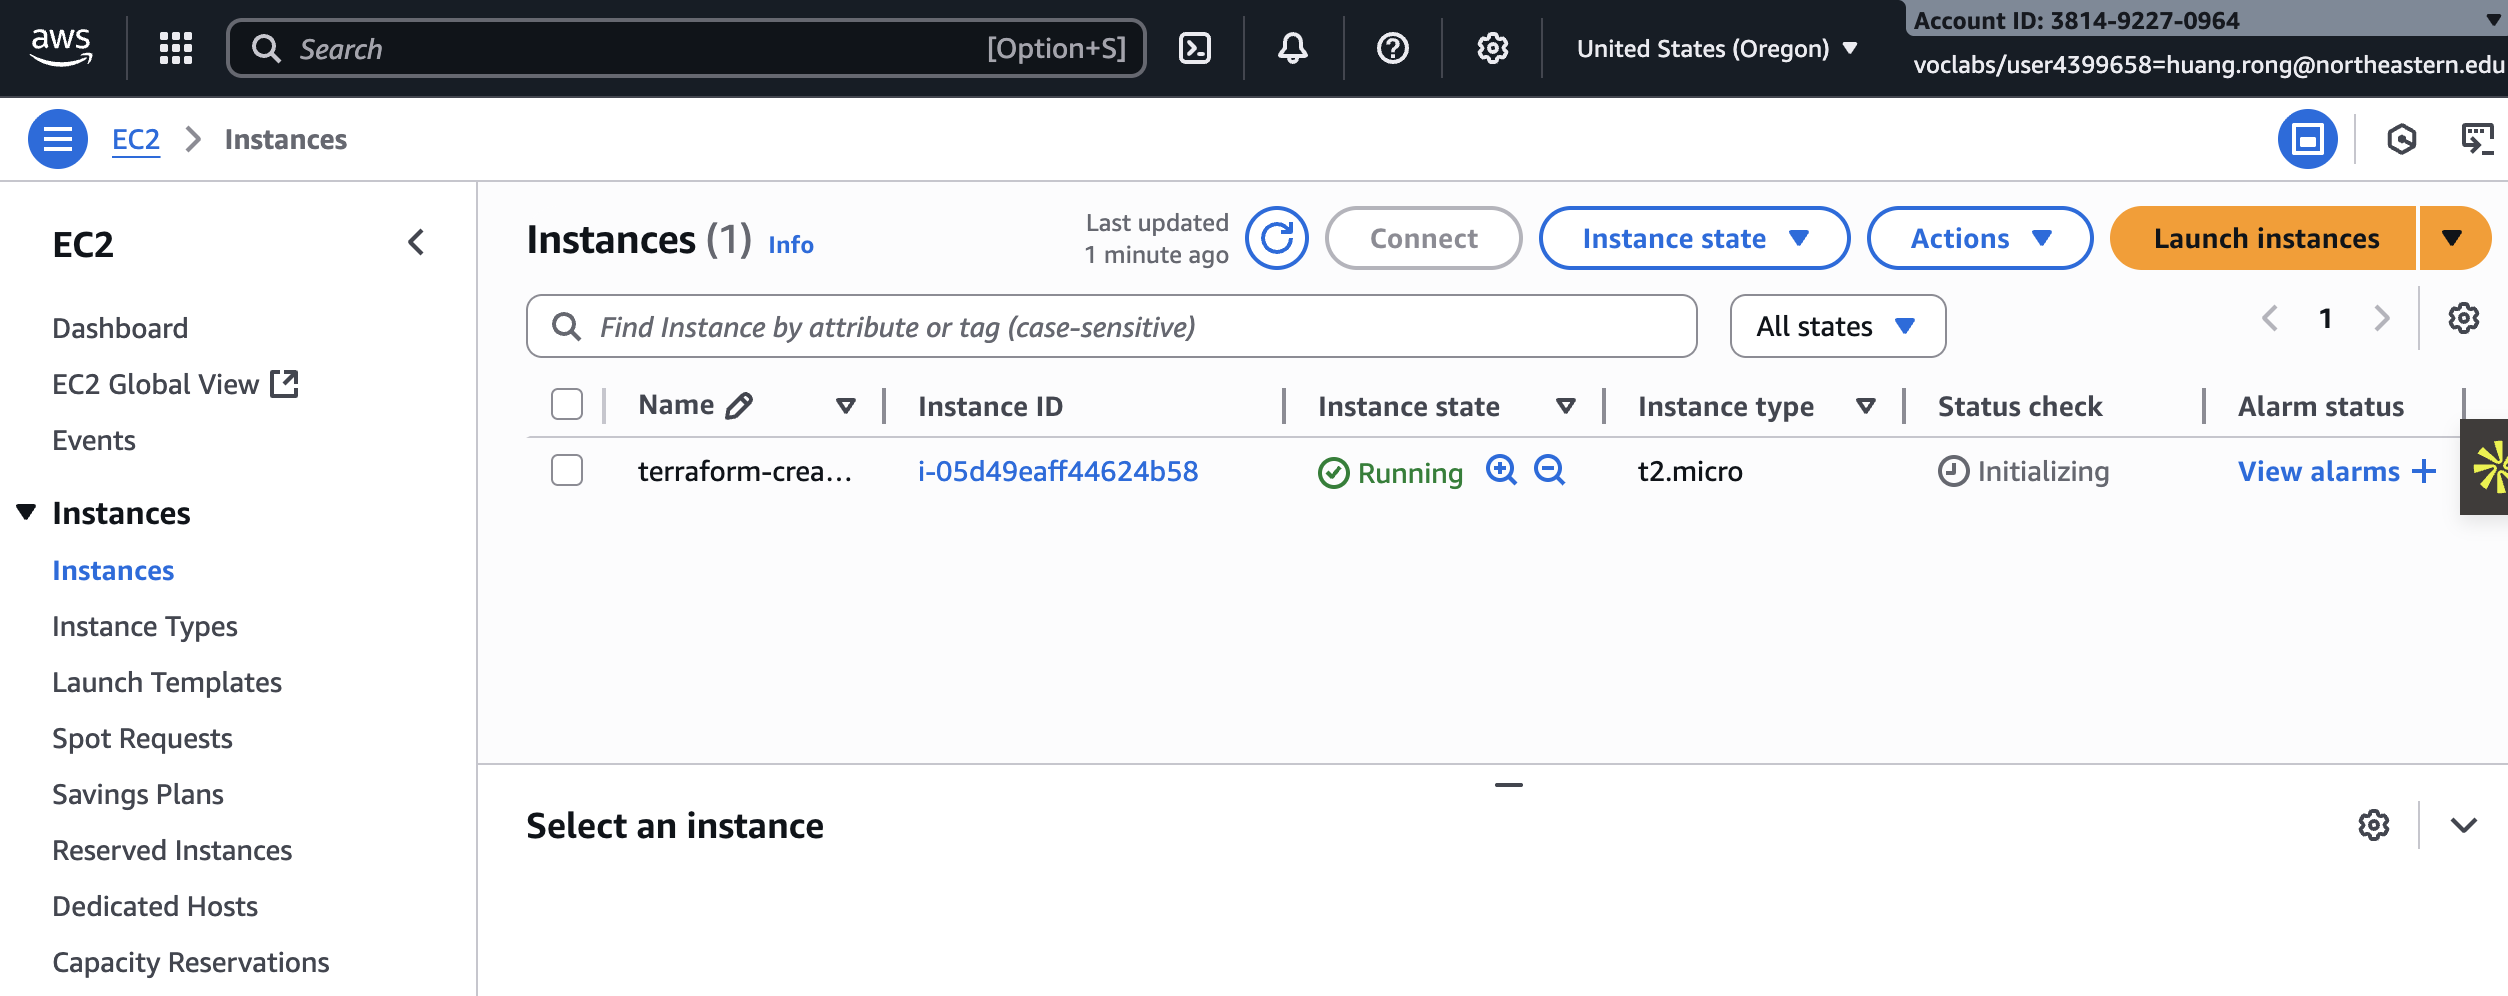 aws
Search [Option+S]
United States (Oregon)
Account ID: 3814-9227-0964
voclabs/user4399658=huang.rong@northeastern.edu
EC2 Instances
EC2
Dashboard
EC2 Global View
Events
Instances
Instances
Instance Types
Launch Templates
Spot Requests
Savings Plans
Reserved Instances
Dedicated Hosts
Capacity Reservations
Instances (1) Info
Last updated
1 minute ago
Connect
Instance state
Actions
Launch instances
Find Instance by attribute or tag (case-sensitive)
All states
1
Name Instance ID Instance state Instance type Status check Alarm status
terraform-crea... i-05d49eaff44624b58 Running t2.micro Initializing View alarms +
Select an instance